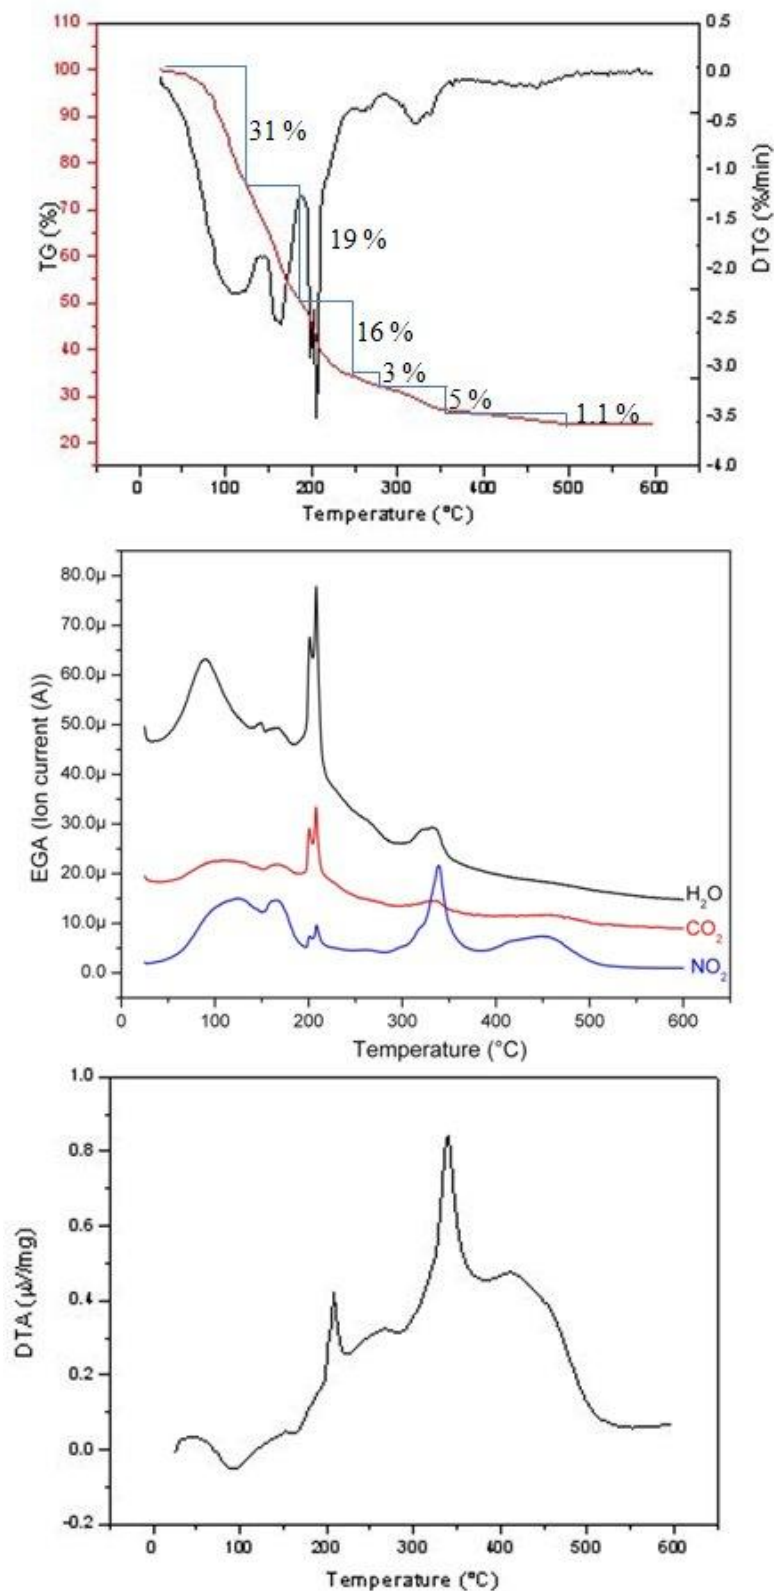 110
100
90
80
70
60
50
40
30
20
TG (%)
0.5
0.0
-0.5
-1.0
-1.5
-2.0
-2.5
-3.0
-3.5
-4.0
DTG (%/min)
31 %
19 %
16 %
3 %
5 %
1.1 %
0 100 200 300 400 500 600
Temperature (°C)
80.0µ
70.0µ
60.0µ
50.0µ
40.0µ
30.0µ
20.0µ
10.0µ
0.0
EGA (Ion current (A))
H₂O
CO₂
NO₂
0 100 200 300 400 500 600
Temperature (°C)
1.0
0.8
0.6
0.4
0.2
0.0
-0.2
DTA (µV/mg)
0 100 200 300 400 500 600
Temperature (°C)